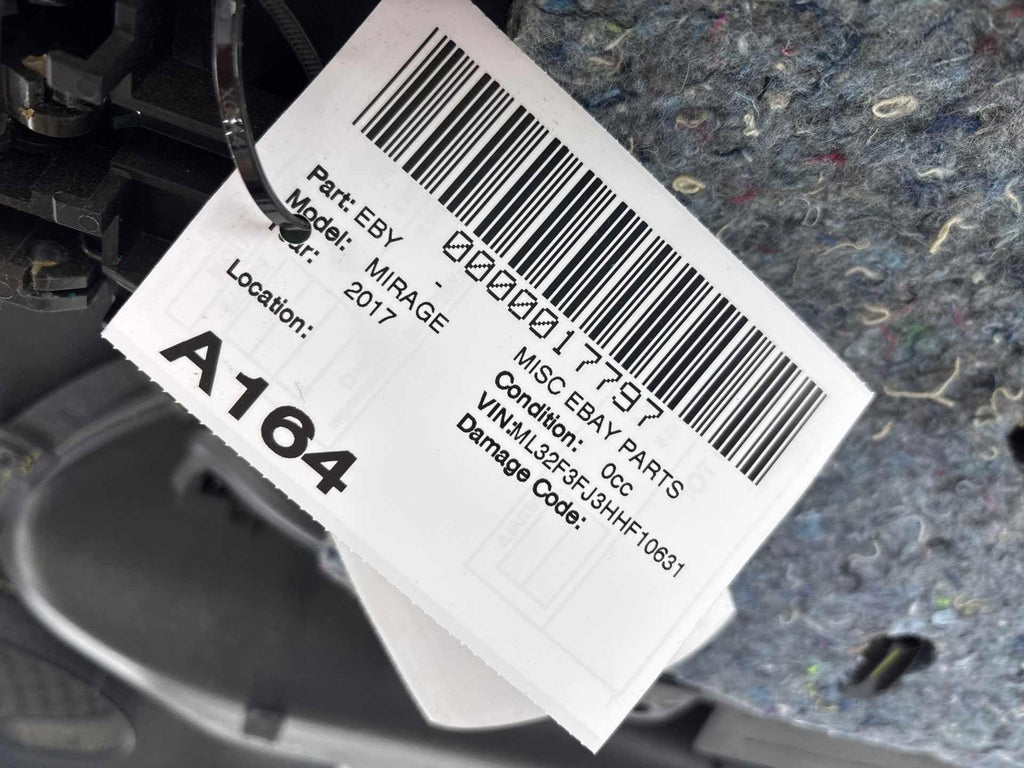 0000017797
Part: EBY - MISC EBAY PARTS
Model: MIRAGE Condition: 0cc
Year: 2017 VIN:ML32F3FJ3HHF10631
Damage Code:
Location:
A164